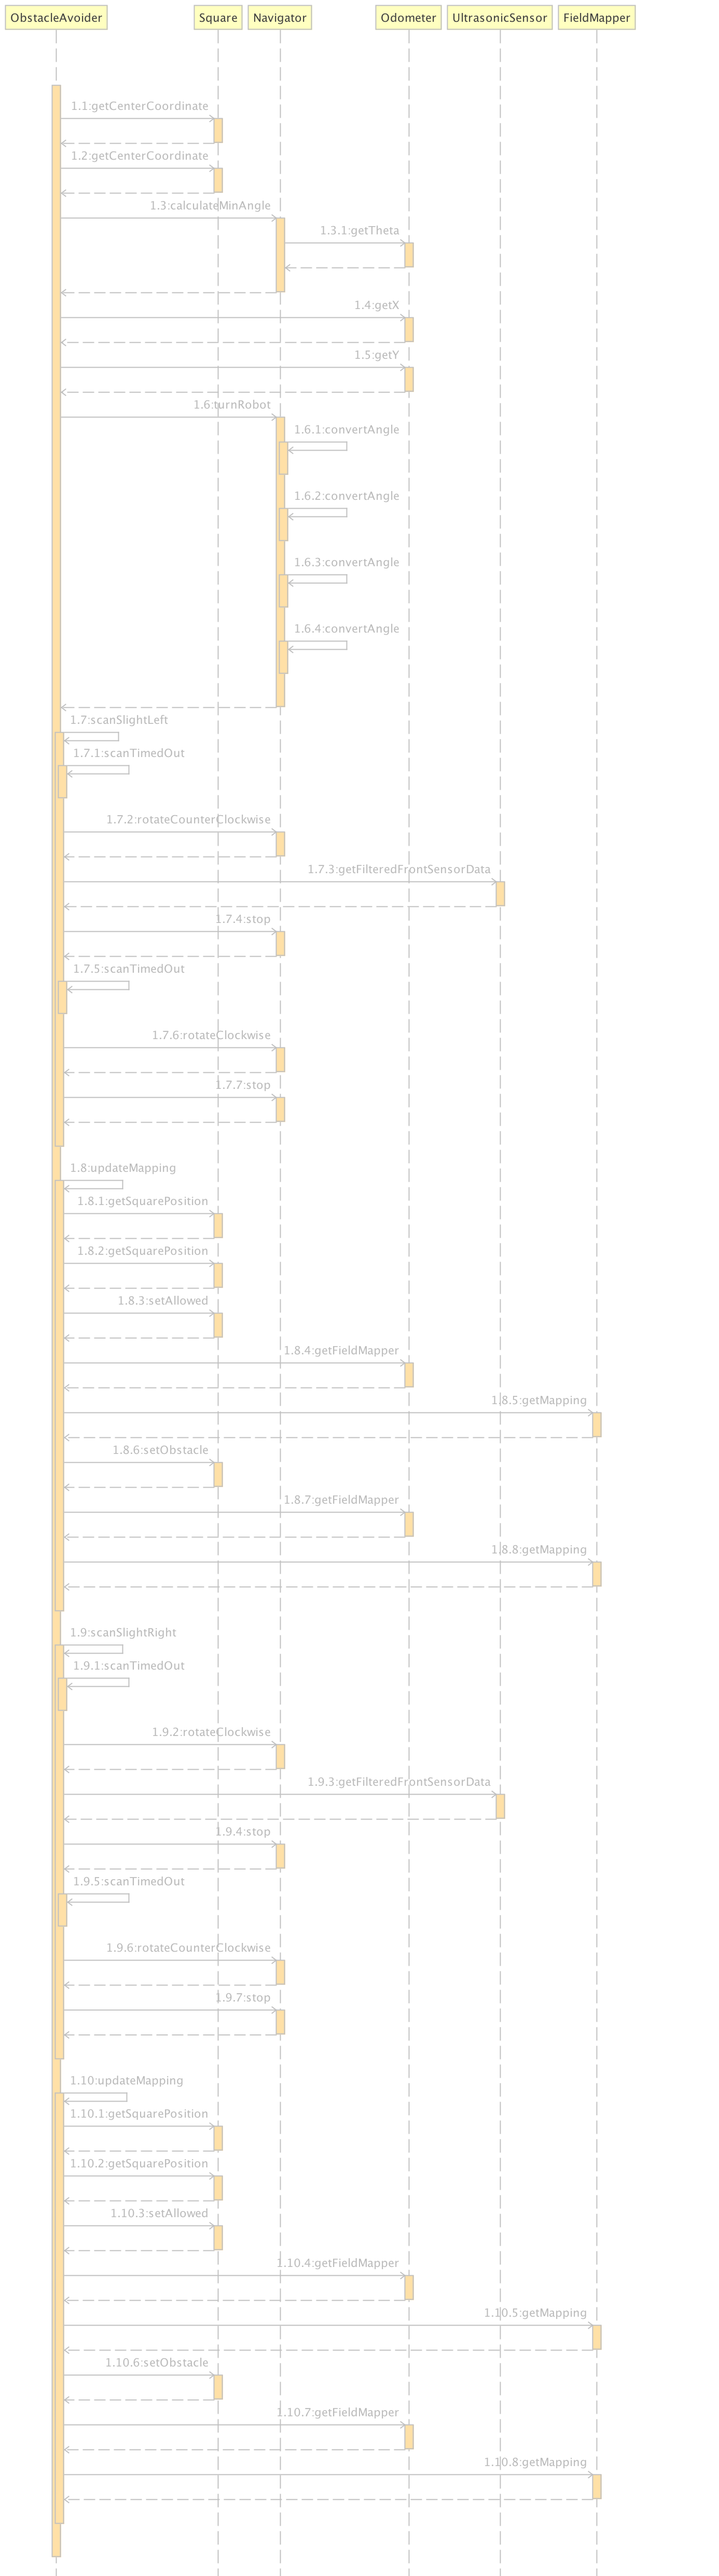 ObstacleAvoider Square Navigator Odometer UltrasonicSensor FieldMapper
1.1:getCenterCoordinate
1.2:getCenterCoordinate
1.3:calculateMinAngle
1.3.1:getTheta
1.4:getX
1.5:getY
1.6:turnRobot
1.6.1:convertAngle
1.6.2:convertAngle
1.6.3:convertAngle
1.6.4:convertAngle
1.7:scanSlightLeft
1.7.1:scanTimedOut
1.7.2:rotateCounterClockwise
1.7.3:getFilteredFrontSensorData
1.7.4:stop
1.7.5:scanTimedOut
1.7.6:rotateClockwise
1.7.7:stop
1.8:updateMapping
1.8.1:getSquarePosition
1.8.2:getSquarePosition
1.8.3:setAllowed
1.8.4:getFieldMapper
1.8.5:getMapping
1.8.6:setObstacle
1.8.7:getFieldMapper
1.8.8:getMapping
1.9:scanSlightRight
1.9.1:scanTimedOut
1.9.2:rotateClockwise
1.9.3:getFilteredFrontSensorData
1.9.4:stop
1.9.5:scanTimedOut
1.9.6:rotateCounterClockwise
1.9.7:stop
1.10:updateMapping
1.10.1:getSquarePosition
1.10.2:getSquarePosition
1.10.3:setAllowed
1.10.4:getFieldMapper
1.10.5:getMapping
1.10.6:setObstacle
1.10.7:getFieldMapper
1.10.8:getMapping